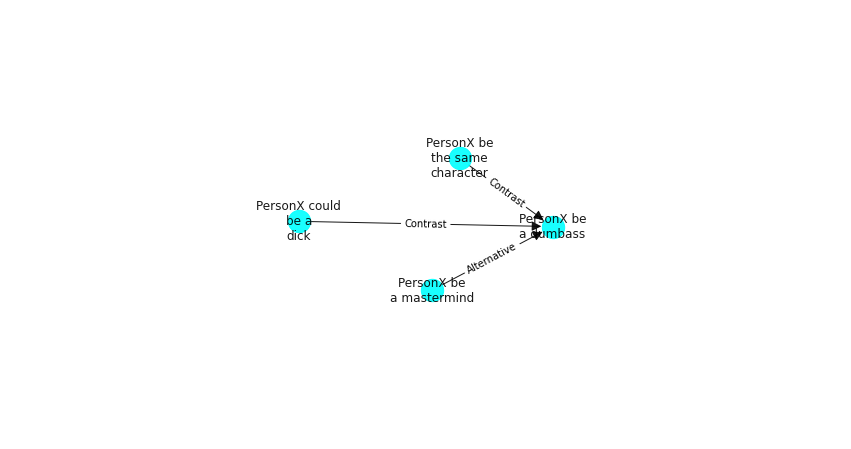 PersonX be
the same
character
Contrast
PersonX could
be a
dick
Contrast
PersonX be
a dumbass
Alternative
PersonX be
a mastermind